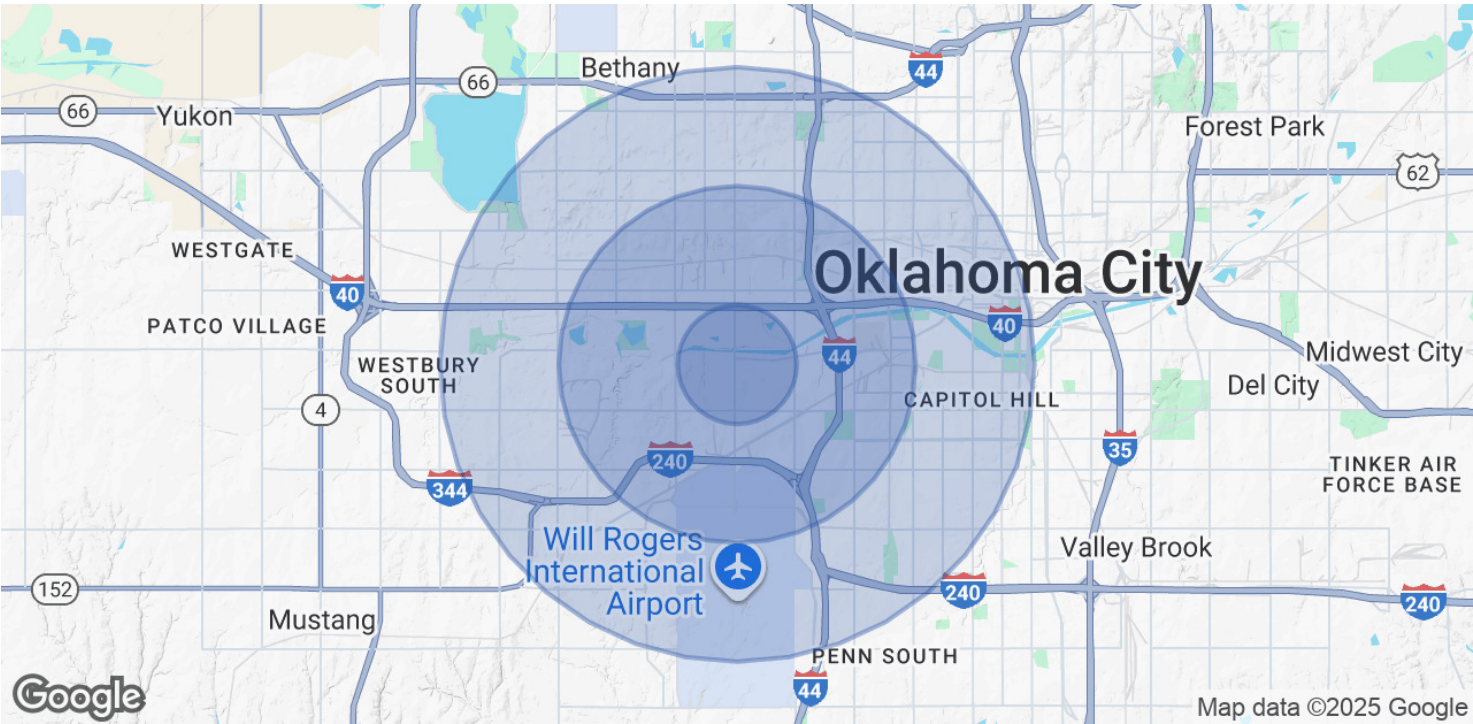 Bethany
66
44
66
Yukon
Forest Park
62
WESTGATE
Oklahoma City
40
PATCO VILLAGE
40
44
Midwest City
WESTBURY
SOUTH
Del City
CAPITOL HILL
4
35
240
TINKER AIR
FORCE BASE
344
Will Rogers
International
Airport
Valley Brook
152
240
240
Mustang
PENN SOUTH
44
Google
Map data ©2025 Google